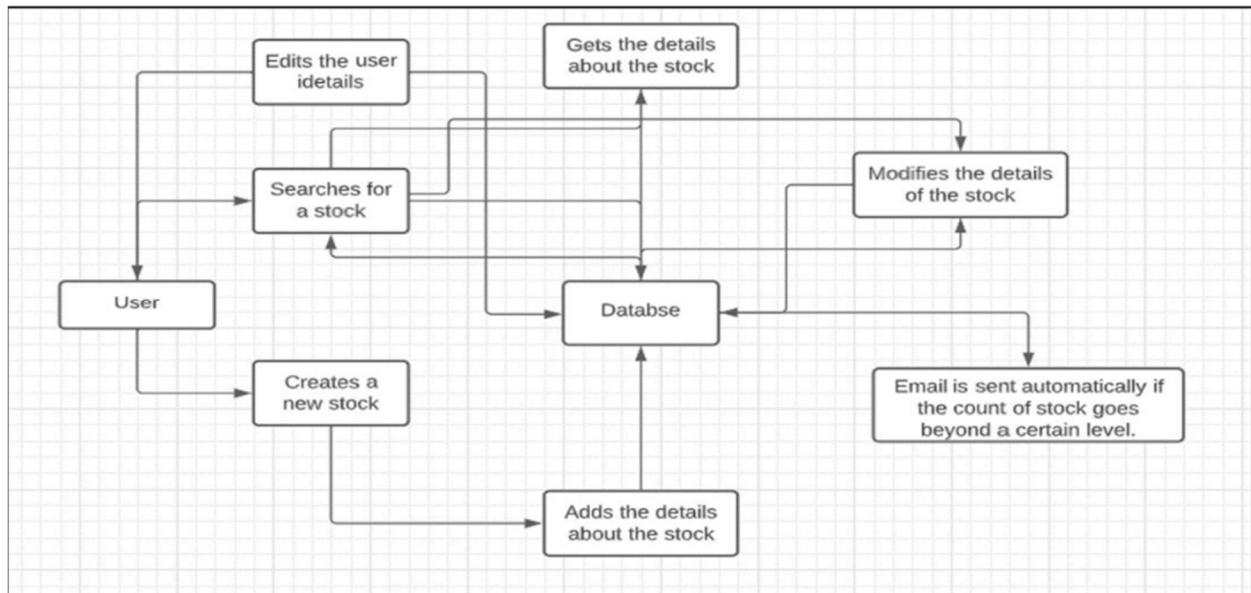 Edits the user
idetails
Gets the details
about the stock
Searches for
a stock
Modifies the details
of the stock
User
Databse
Creates a
new stock
Email is sent automatically if
the count of stock goes
beyond a certain level.
Adds the details
about the stock